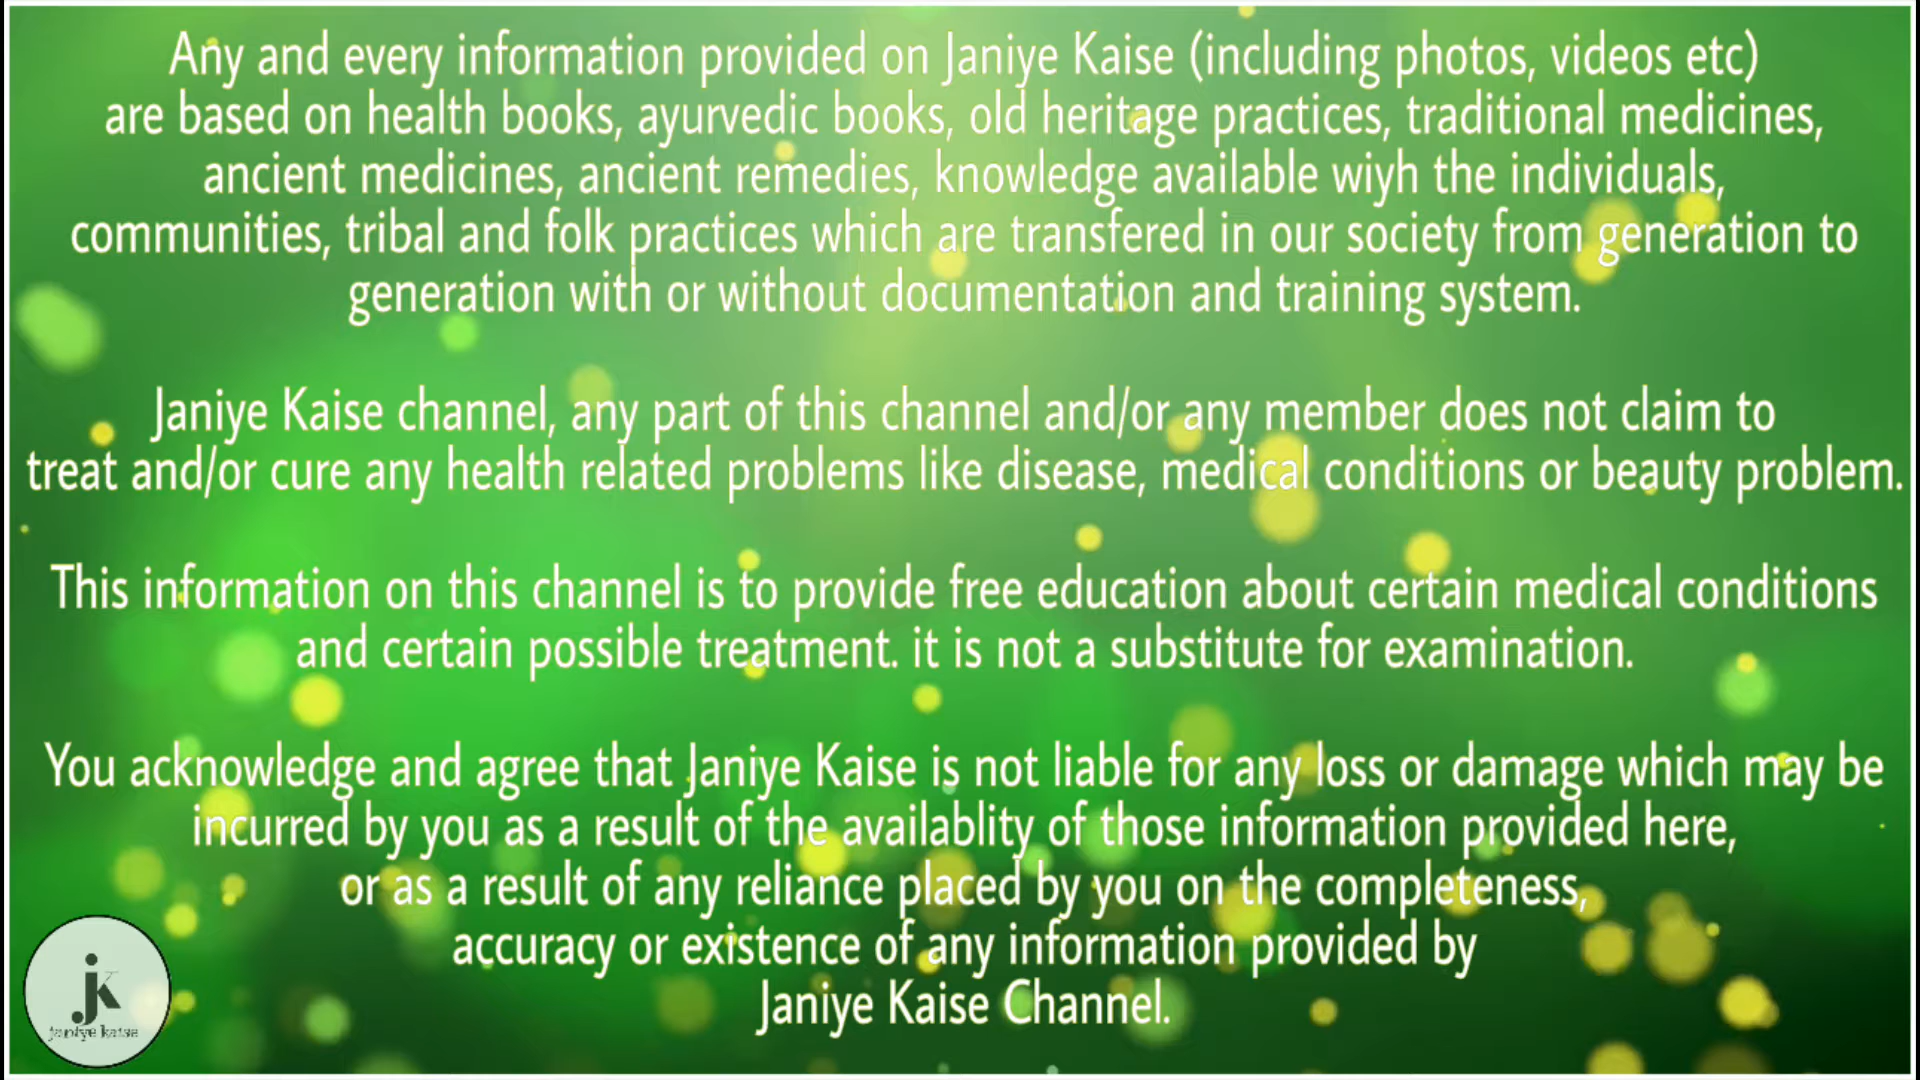 Any and every information provided on Janiye Kaise (including photos, videos etc)
are based on health books, ayurvedic books, old heritage practices, traditional medicines,
ancient medicines, ancient remedies, knowledge available wiyh the individuals,
communities, tribal and folk practices which are transfered in our society from generation to
generation with or without documentation and training system.
Janiye Kaise channel, any part of this channel and/or any member does not claim to
treat and/or cure any health related problems like disease, medical conditions or beauty problem.
This information on this channel is to provide free education about certain medical conditions
and certain possible treatment. it is not a substitute for examination.
You acknowledge and agree that Janiye Kaise is not liable for any loss or damage which may be
incurred by you as a result of the availablity of those information provided here,
or as a result of any reliance placed by you on the completeness,
accuracy or existence of any information provided by
Janiye Kaise Channel.
jk
janiye kaise